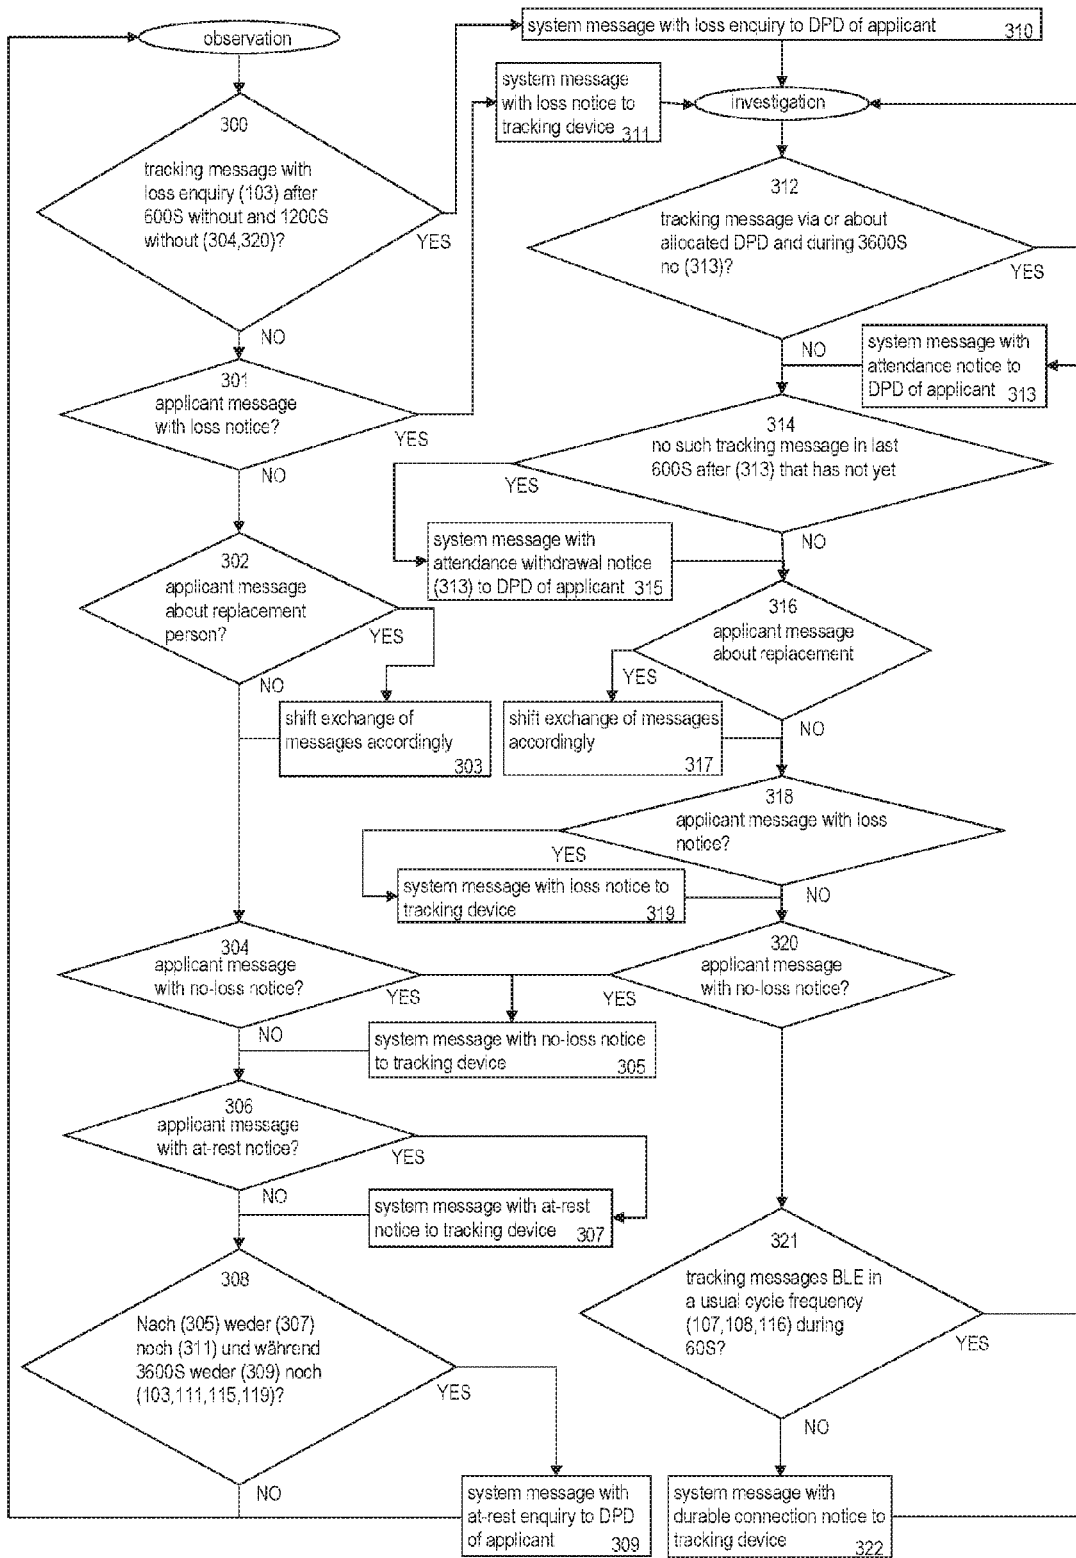 observation
300
tracking message with
loss enquiry (103) after
600S without and 1200S
without (304,320)?
YES
NO
301
applicant message
with loss notice?
YES
NO
302
applicant message
about replacement
person?
YES
NO
shift exchange of
messages accordingly
303
304
applicant message
with no-loss notice?
YES
NO
system message with no-loss notice
to tracking device
305
306
applicant message
with at-rest notice?
YES
NO
system message with at-rest
notice to tracking device
307
308
Nach (305) weder (307)
noch (311) und während
3600S weder (309) noch
(103,111,115,119)?
YES
NO
system message with
at-rest enquiry to DPD
of applicant
309
system message with loss enquiry to DPD of applicant
310
system message
with loss notice to
tracking device
311
investigation
312
tracking message via or about
allocated DPD and during 3600S
no (313)?
YES
NO
system message with
attendance notice to
DPD of applicant
313
314
no such tracking message in last
600S after (313) that has not yet
YES
NO
system message with
attendance withdrawal notice
(313) to DPD of applicant
315
316
applicant message
about replacement
YES
NO
shift exchange of messages
accordingly
317
318
applicant message with loss
notice?
YES
NO
system message with loss notice to
tracking device
319
320
applicant message
with no-loss notice?
YES
321
tracking messages BLE in
a usual cycle frequency
(107,108,116) during
60S?
YES
NO
system message with
durable connection notice to
tracking device
322